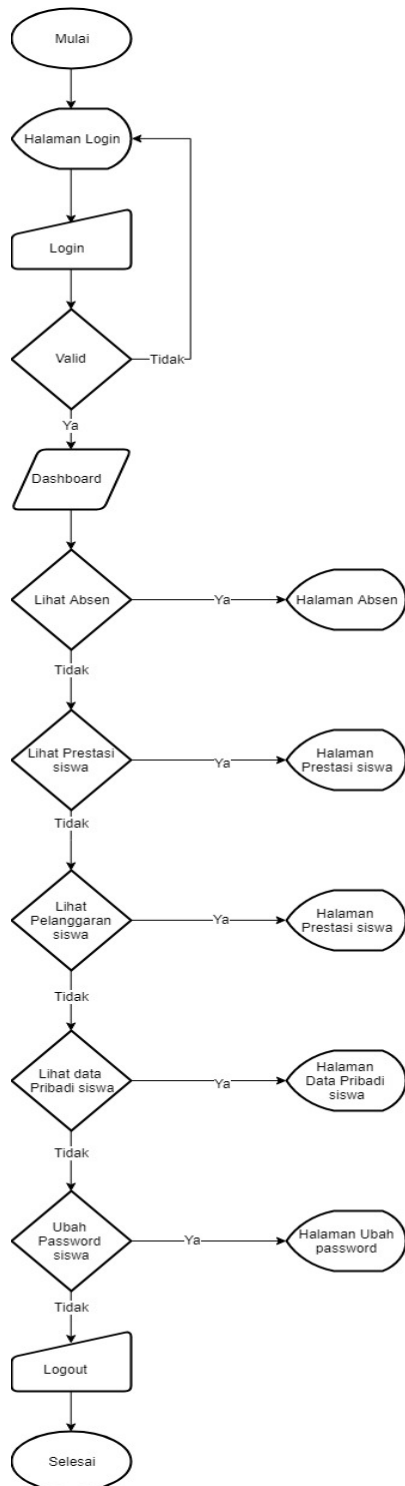 Mulai
Halaman Login
Login
Valid
Tidak
Ya
Dashboard
Lihat Absen
Ya
Halaman Absen
Tidak
Lihat Prestasi
siswa
Ya
Halaman
Prestasi siswa
Tidak
Lihat
Pelanggaran
siswa
Ya
Halaman
Prestasi siswa
Tidak
Lihat data
Pribadi siswa
Ya
Halaman
Data Pribadi
siswa
Tidak
Ubah
Password
siswa
Ya
Halaman Ubah
password
Tidak
Logout
Selesai